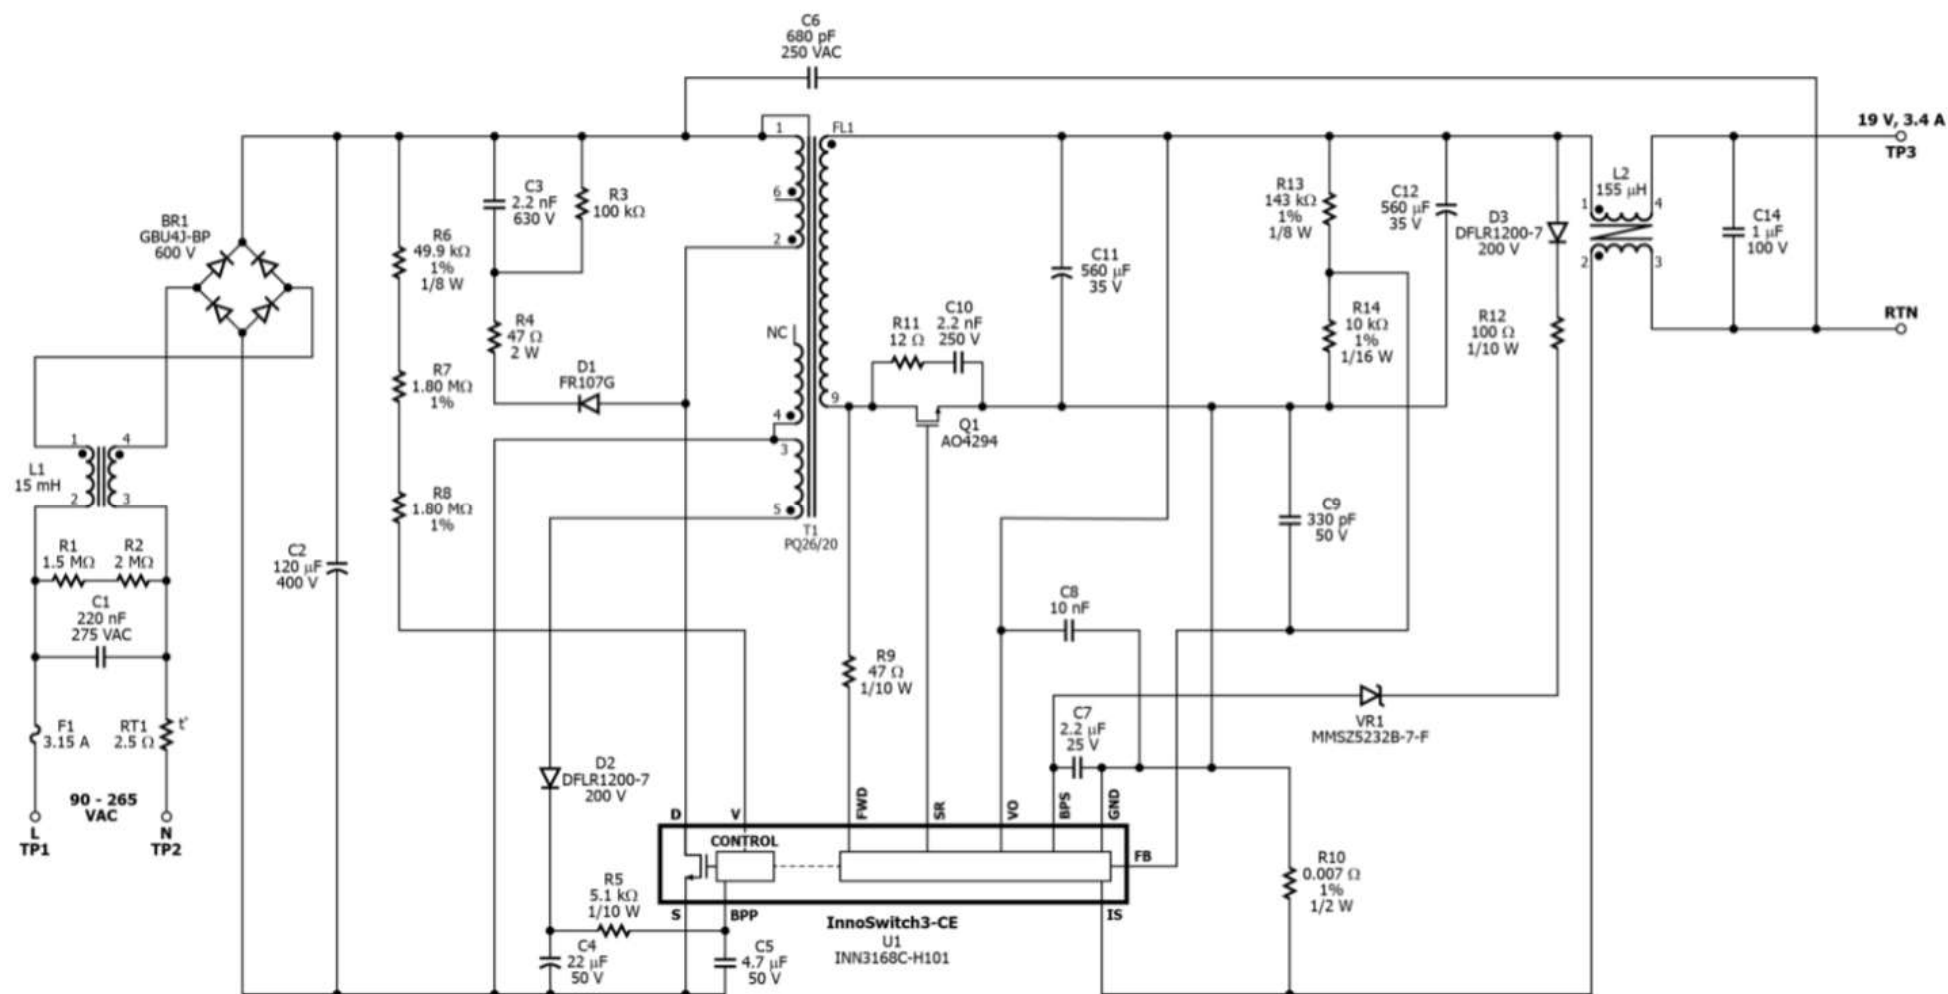 C6
680 pF
250 VAC
19 V, 3.4 A
TP3
RTN
1
6
2
NC
4
3
5
FL1
9
T1
PQ26/20
BR1
GBU4J-BP
600 V
R6
49.9 kΩ
1%
1/8 W
C3
2.2 nF
630 V
R3
100 kΩ
R4
47 Ω
2 W
D1
FR107G
R7
1.80 MΩ
1%
R8
1.80 MΩ
1%
C2
120 µF
400 V
1
4
2
3
L1
15 mH
R1
1.5 MΩ
R2
2 MΩ
C1
220 nF
275 VAC
F1
3.15 A
RT1
2.5 Ω
t°
90 - 265
VAC
L
TP1
N
TP2
C11
560 µF
35 V
R11
12 Ω
C10
2.2 nF
250 V
Q1
AO4294
R13
143 kΩ
1%
1/8 W
C12
560 µF
35 V
D3
DFLR1200-7
200 V
R14
10 kΩ
1%
1/16 W
R12
100 Ω
1/10 W
L2
155 µH
1
4
2
3
C14
1 µF
100 V
C9
330 pF
50 V
C8
10 nF
R9
47 Ω
1/10 W
C7
2.2 µF
25 V
VR1
MMSZ5232B-7-F
D2
DFLR1200-7
200 V
D
V
FWD
SR
VO
BPS
GND
CONTROL
FB
S
BPP
IS
InnoSwitch3-CE
U1
INN3168C-H101
R10
0.007 Ω
1%
1/2 W
R5
5.1 kΩ
1/10 W
C4
22 µF
50 V
C5
4.7 µF
50 V